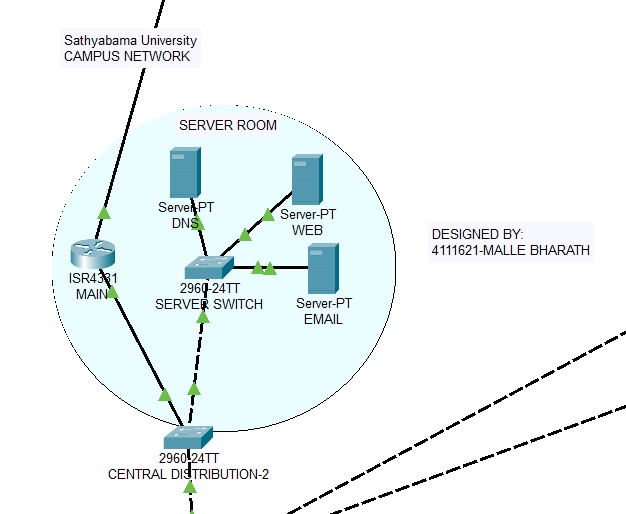 Sathyabama University
CAMPUS NETWORK
SERVER ROOM
Server-PT
DNS
Server-PT
WEB
DESIGNED BY:
4111621-MALLE BHARATH
ISR4331
MAIN
2960-24TT
SERVER SWITCH
Server-PT
EMAIL
2960-24TT
CENTRAL DISTRIBUTION-2